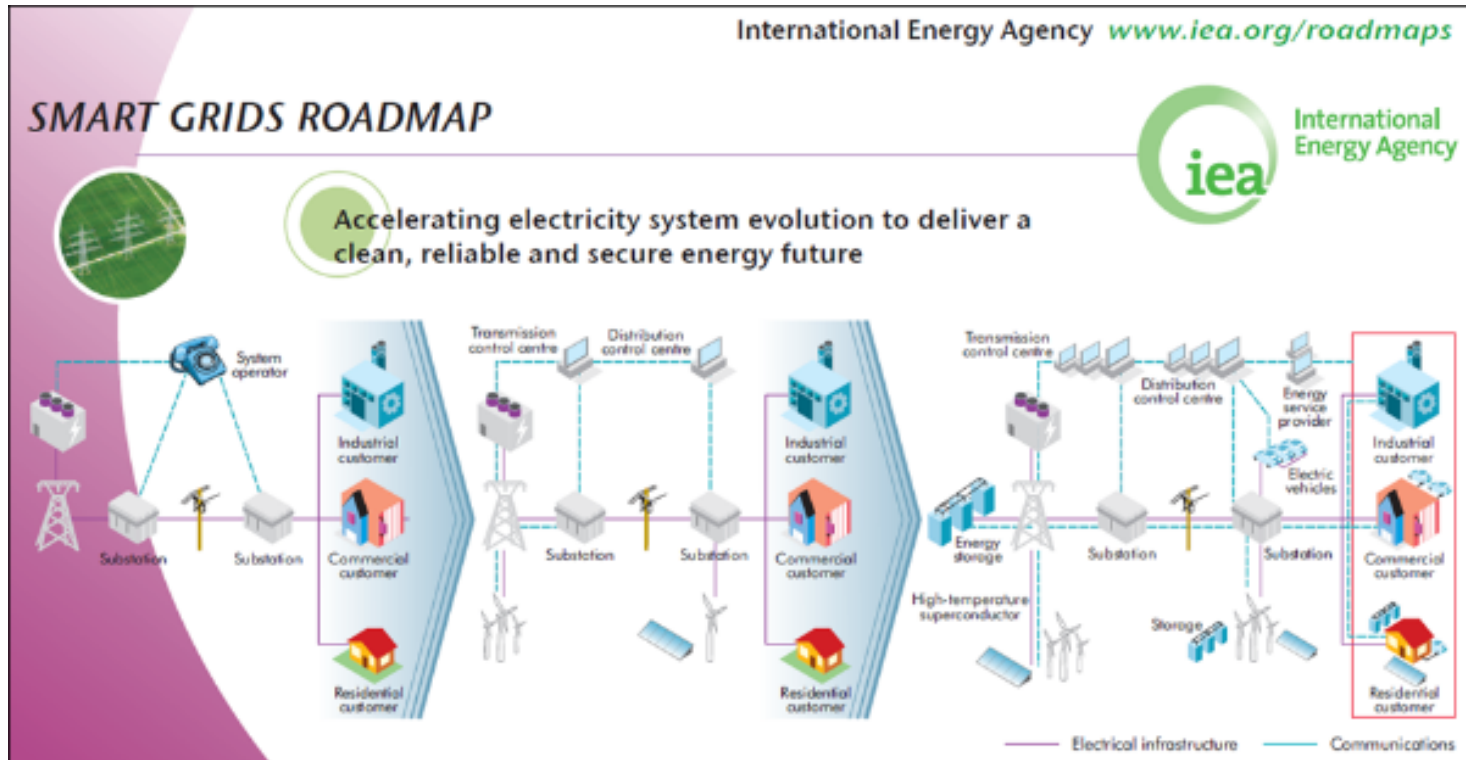 International Energy Agency www.iea.org/roadmaps
SMART GRIDS ROADMAP
iea
International
Energy Agency
Accelerating electricity system evolution to deliver a
clean, reliable and secure energy future
System
operator
Substation
Substation
Industrial
customer
Commercial
customer
Residential
customer
Transmission
control centre
Distribution
control centre
Substation
Substation
Industrial
customer
Commercial
customer
Residential
customer
Transmission
control centre
Distribution
control centre
Energy
service
provider
Electric
vehicles
Energy
storage
Substation
Substation
High-temperature
superconductor
Storage
Industrial
customer
Commercial
customer
Residential
customer
Electrical infrastructure
Communications